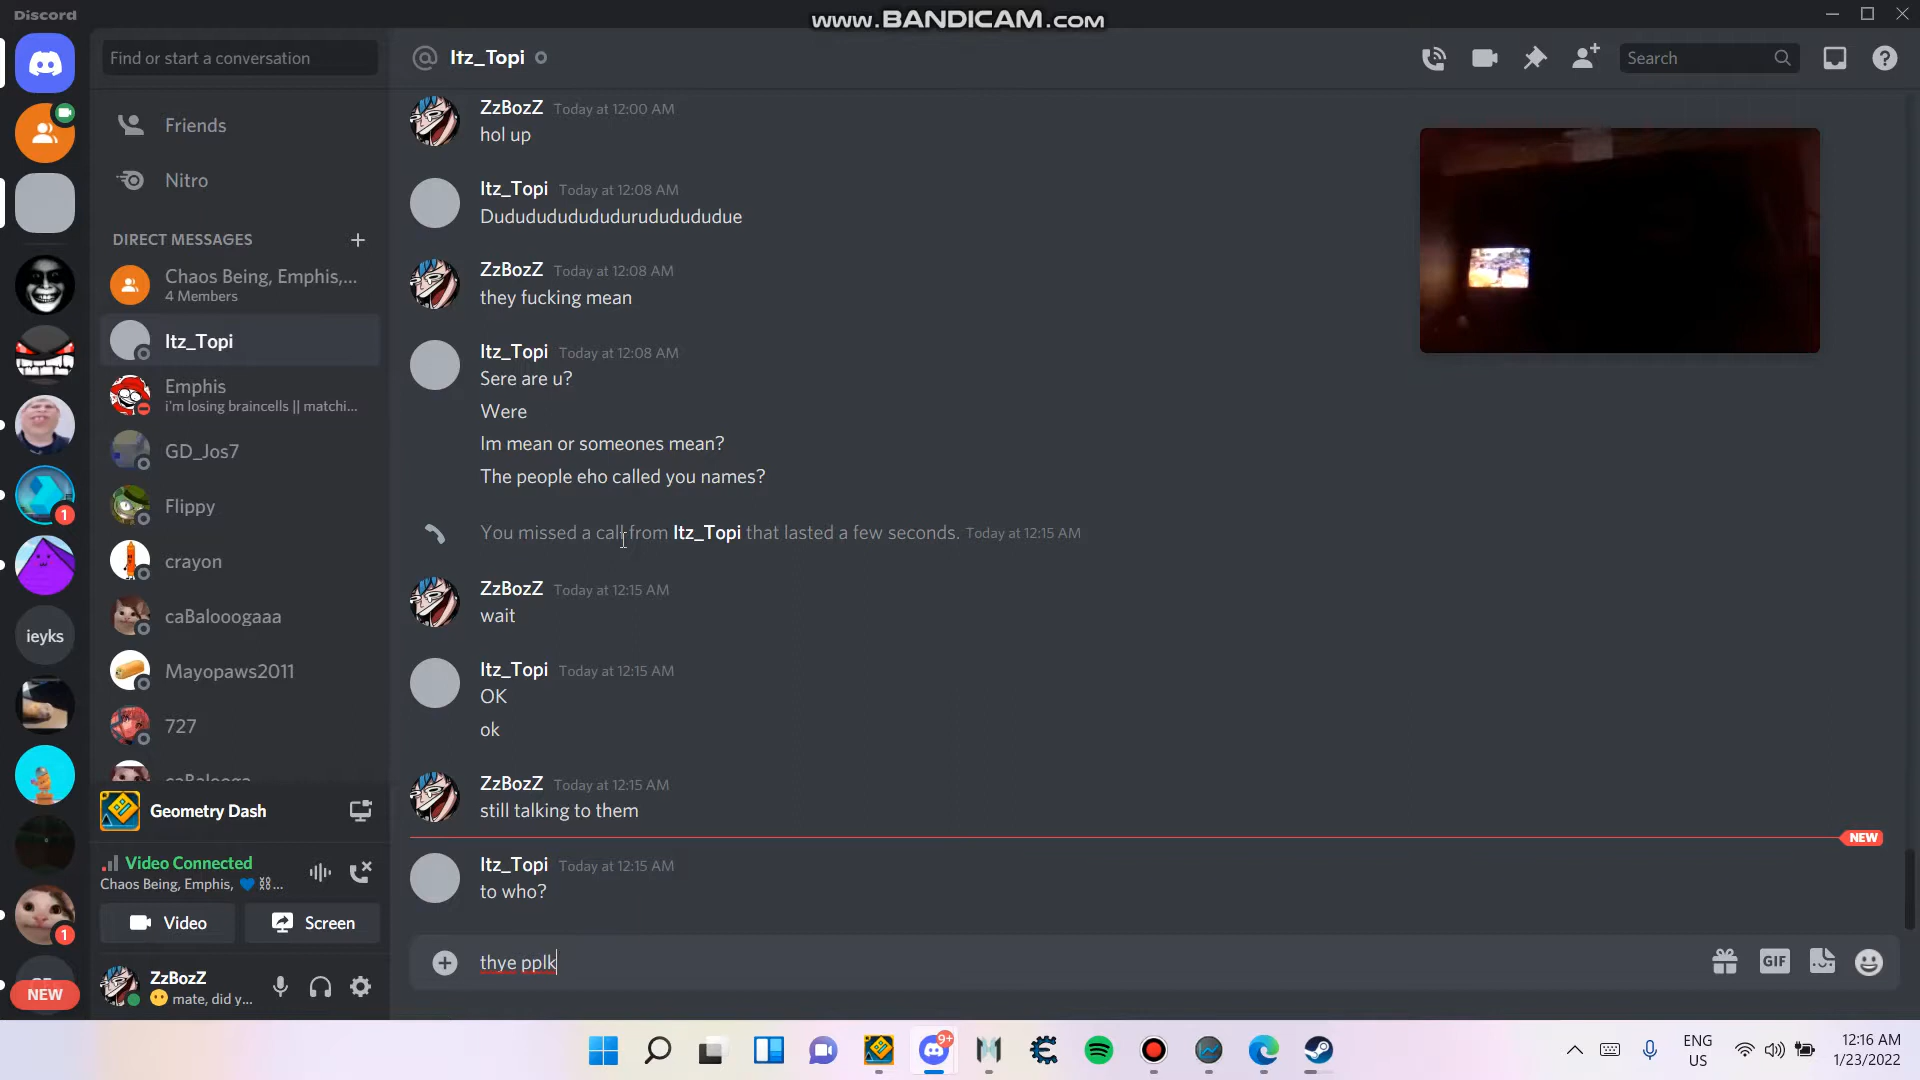 Discord
www.BANDICAM.com
Find or start a conversation
Itz_Topi
Search
Friends
Nitro
DIRECT MESSAGES
Chaos Being, Emphis,...
4 Members
Itz_Topi
Emphis
i'm losing braincells || matchi...
GD_Jos7
Flippy
crayon
caBalooogaaa
Mayopaws2011
727
caBalooga
ieyks
1
1
NEW
Geometry Dash
Video Connected
Chaos Being, Emphis, 💙 ⛓...
Video
Screen
ZzBozZ
😶 mate, did y...
ZzBozZ Today at 12:00 AM
hol up
Itz_Topi Today at 12:08 AM
Dudududududududurudududududue
ZzBozZ Today at 12:08 AM
they fucking mean
Itz_Topi Today at 12:08 AM
Sere are u?
Were
Im mean or someones mean?
The people eho called you names?
You missed a call from Itz_Topi that lasted a few seconds. Today at 12:15 AM
ZzBozZ Today at 12:15 AM
wait
Itz_Topi Today at 12:15 AM
OK
ok
ZzBozZ Today at 12:15 AM
still talking to them
NEW
Itz_Topi Today at 12:15 AM
to who?
thye pplk
GIF
9+
ENG
US
12:16 AM
1/23/2022